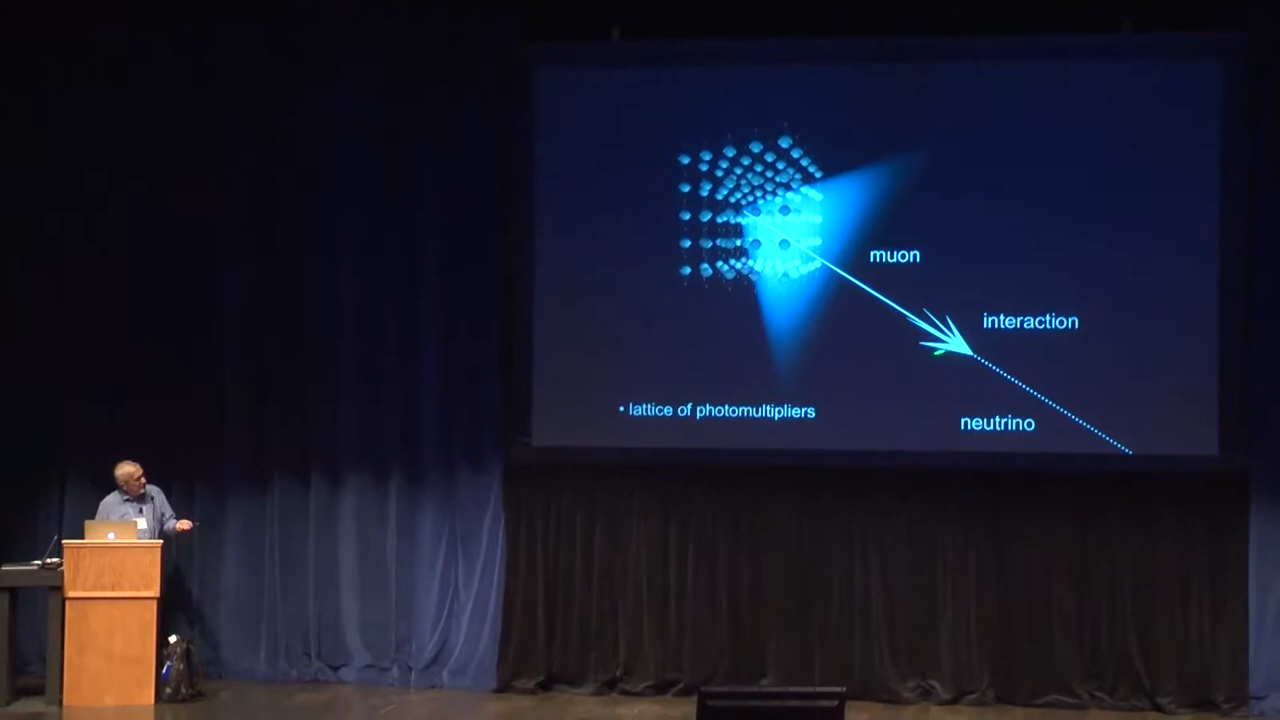 muon
interaction
• lattice of photomultipliers
neutrino